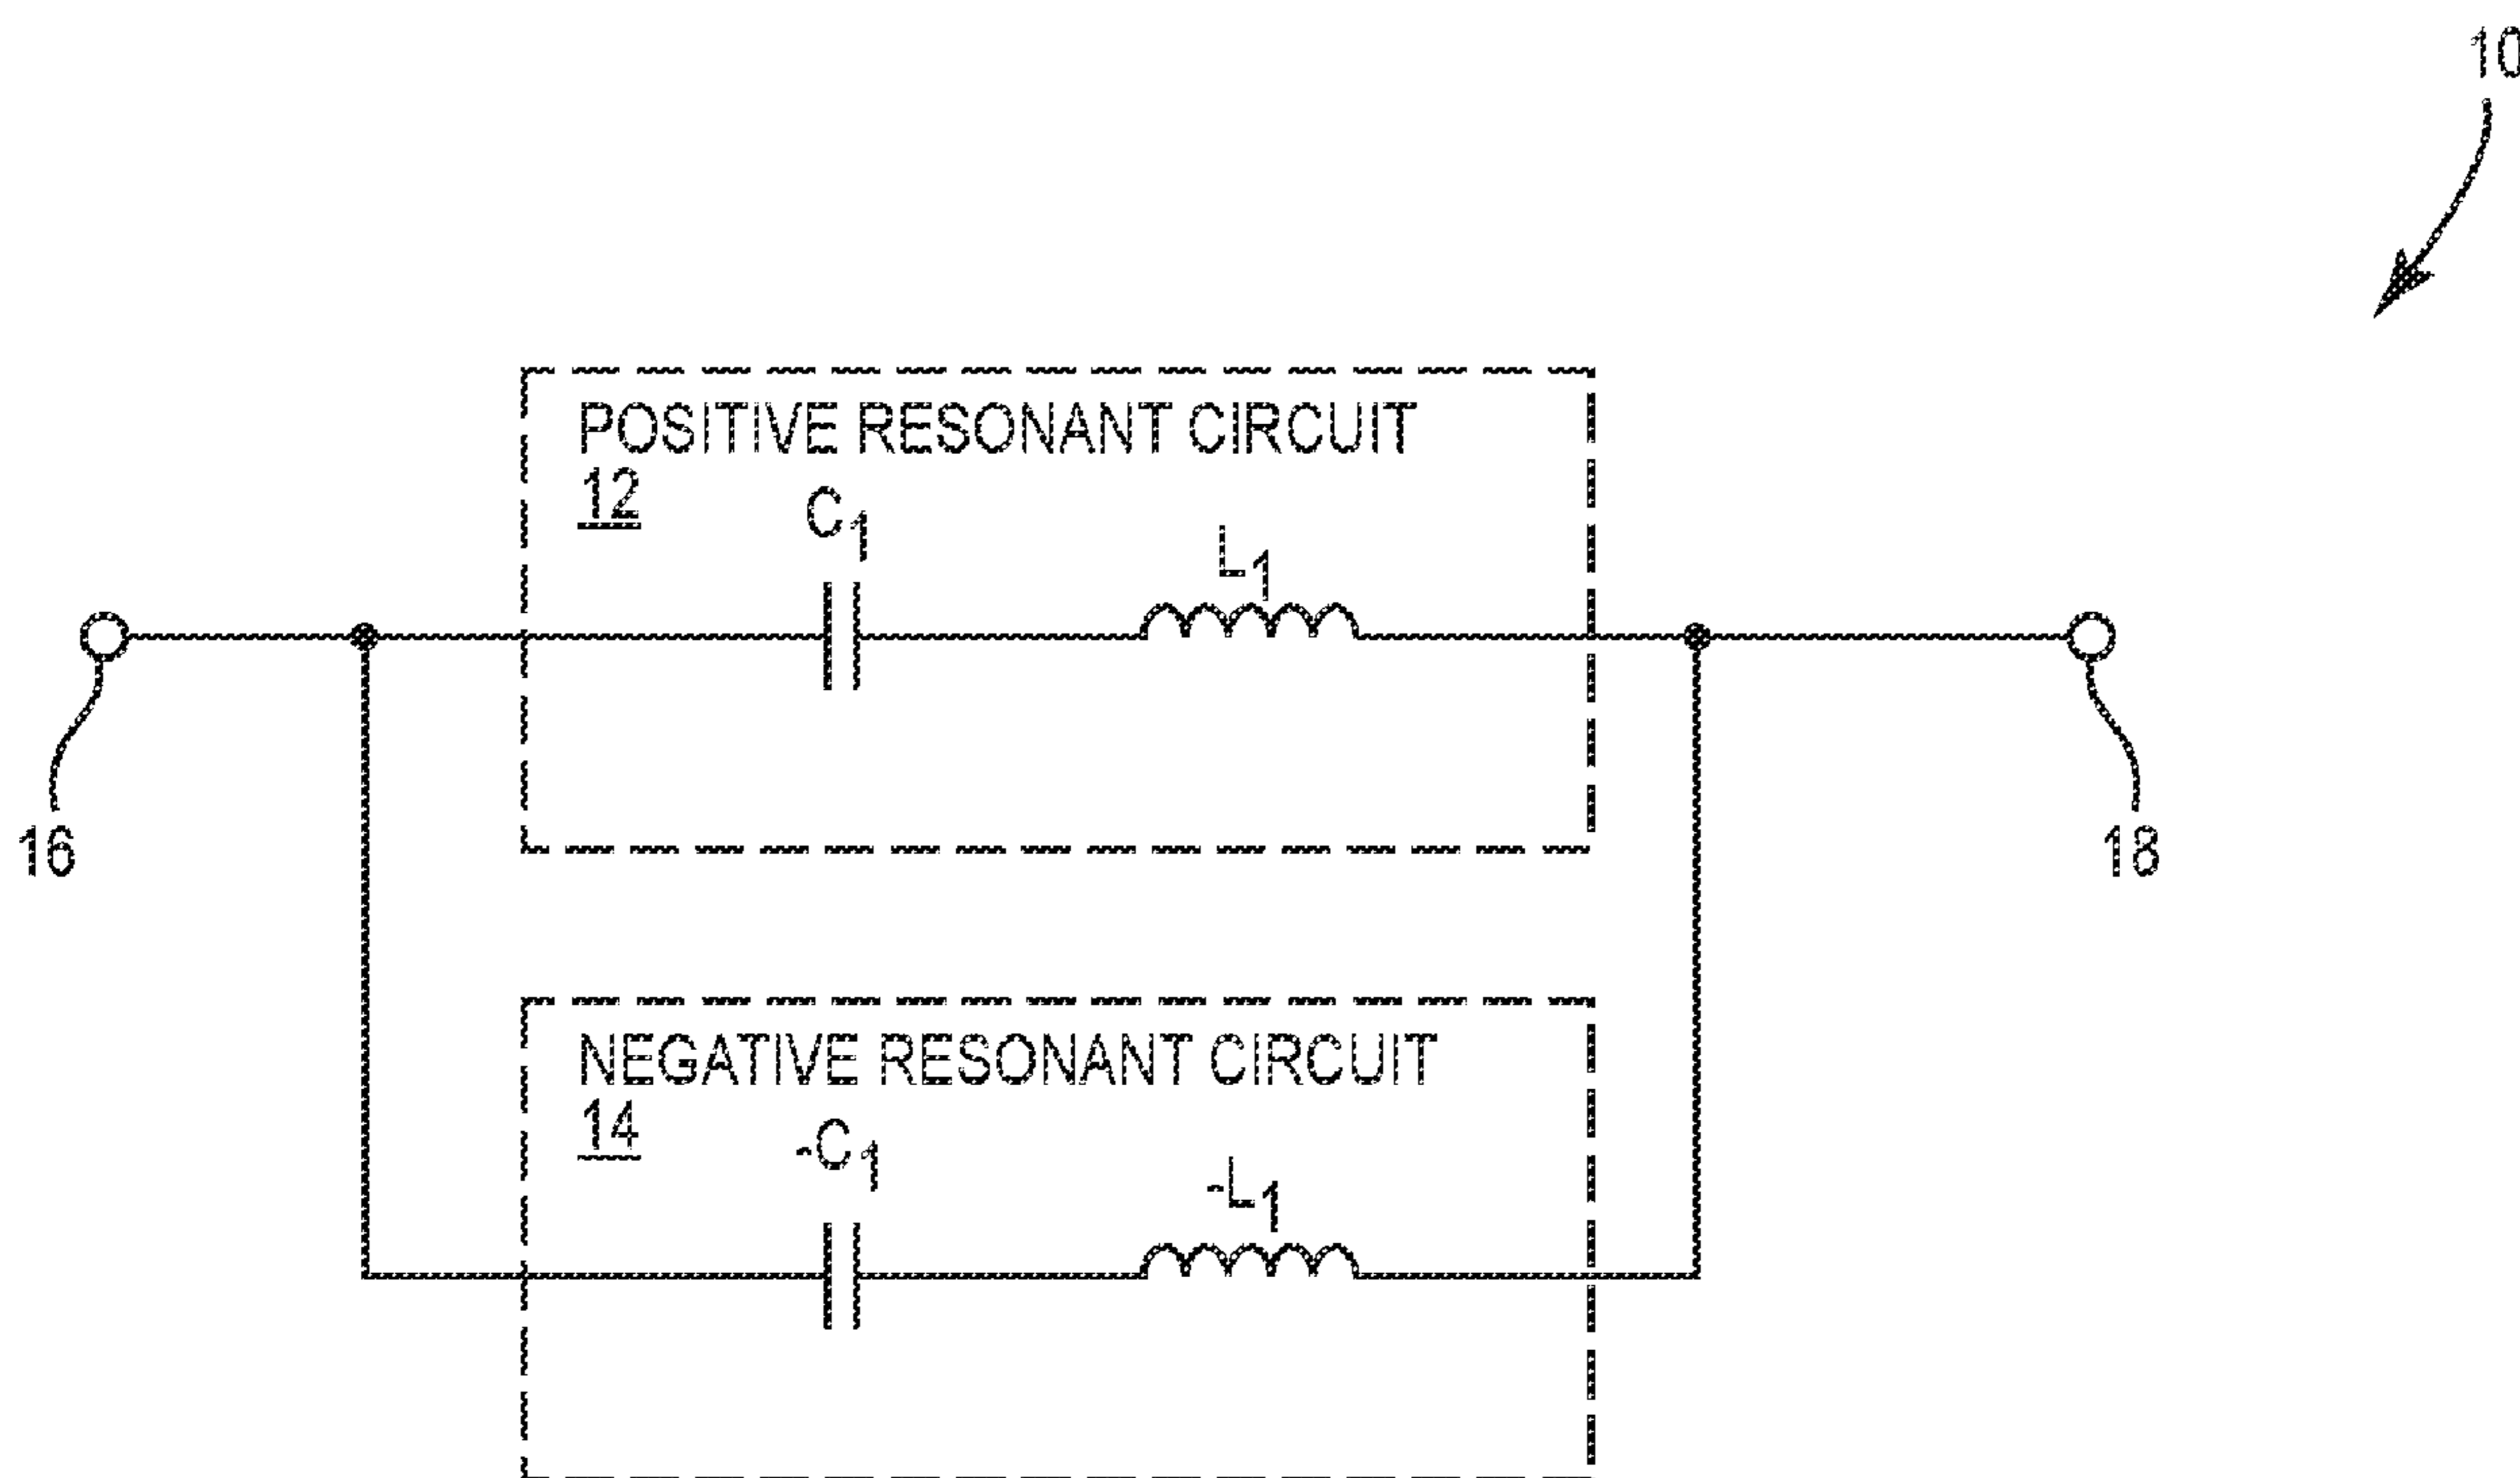 10
POSITIVE RESONANT CIRCUIT
12
C1
L1
16
18
NEGATIVE RESONANT CIRCUIT
14
-C1
-L1